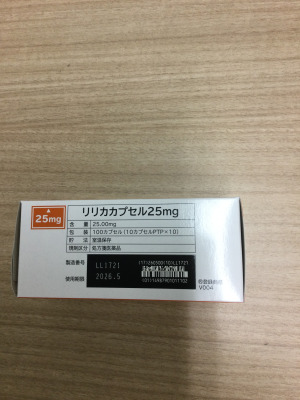 25mg
リリカカプセル25mg
含 量 25.00mg
包 装 100カプセル(10カプセルPTP×10)
貯 法 室温保存
規制区分 処方箋医薬品
製造番号 LL1721
使用期限 2026.5
V004